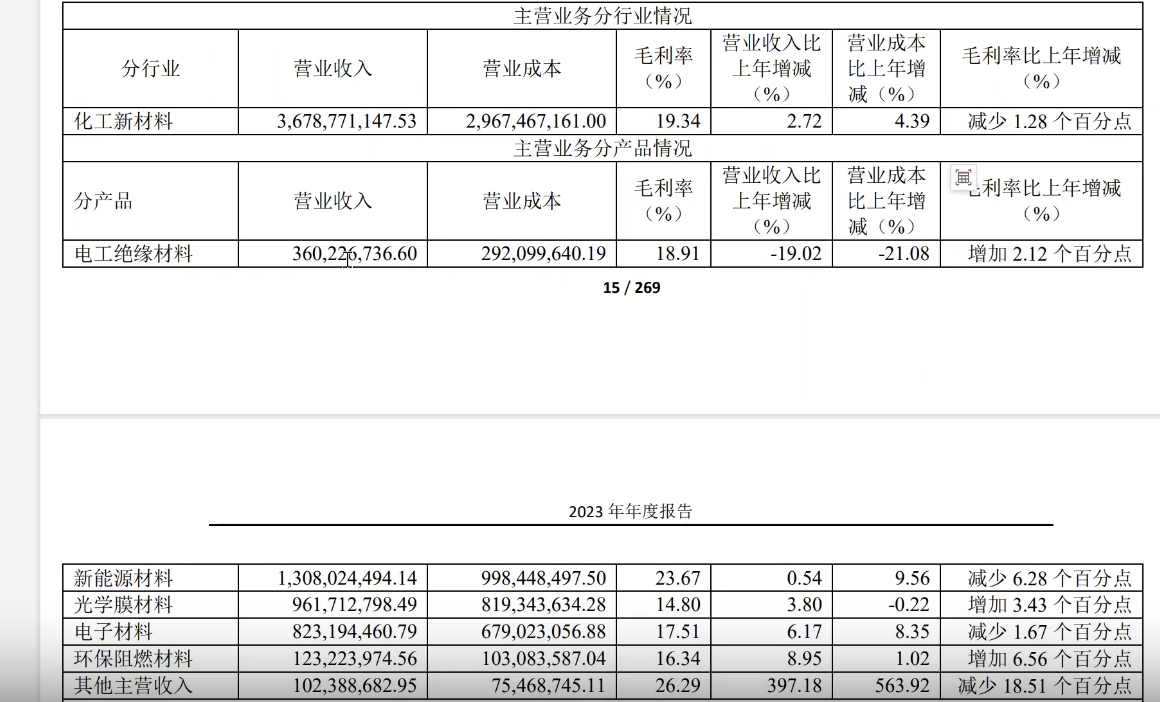 主营业务分行业情况
分行业 营业收入 营业成本 毛利率（%） 营业收入比上年增减（%） 营业成本比上年增减（%） 毛利率比上年增减（%）
化工新材料 3,678,771,147.53 2,967,467,161.00 19.34 2.72 4.39 减少 1.28 个百分点
主营业务分产品情况
分产品 营业收入 营业成本 毛利率（%） 营业收入比上年增减（%） 营业成本比上年增减（%） 毛利率比上年增减（%）
电工绝缘材料 360,226,736.60 292,099,640.19 18.91 -19.02 -21.08 增加 2.12 个百分点
15 / 269
2023 年年度报告
新能源材料 1,308,024,494.14 998,448,497.50 23.67 0.54 9.56 减少 6.28 个百分点
光学膜材料 961,712,798.49 819,343,634.28 14.80 3.80 -0.22 增加 3.43 个百分点
电子材料 823,194,460.79 679,023,056.88 17.51 6.17 8.35 减少 1.67 个百分点
环保阻燃材料 123,223,974.56 103,083,587.04 16.34 8.95 1.02 增加 6.56 个百分点
其他主营收入 102,388,682.95 75,468,745.11 26.29 397.18 563.92 减少 18.51 个百分点